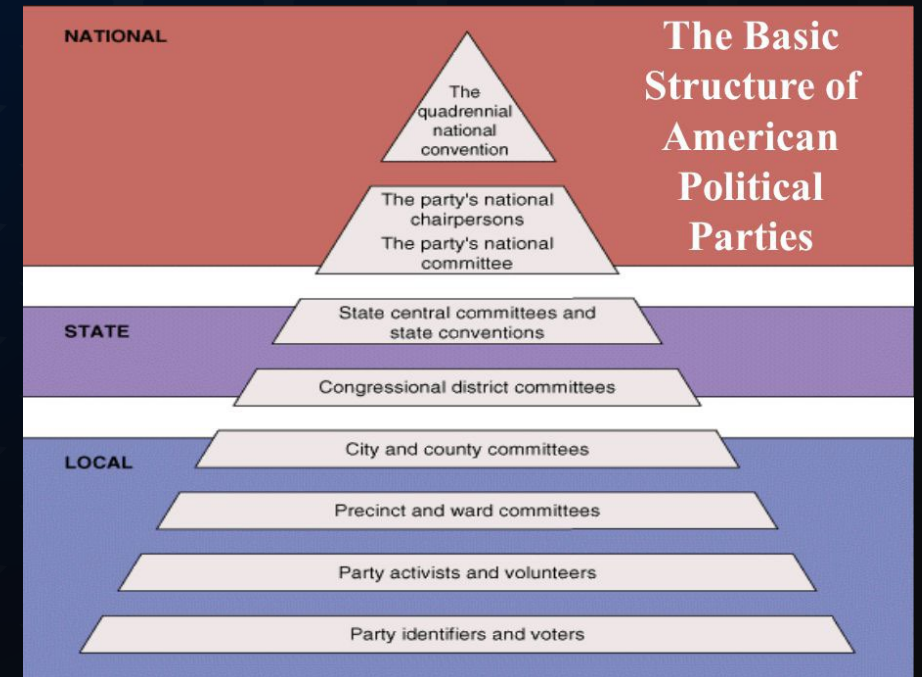 NATIONAL
The Basic
Structure of
American
Political
Parties
The
quadrennial
national
convention
The party's national
chairpersons
The party's national
committee
STATE
State central committees and
state conventions
Congressional district committees
LOCAL
City and county committees
Precinct and ward committees
Party activists and volunteers
Party identifiers and voters